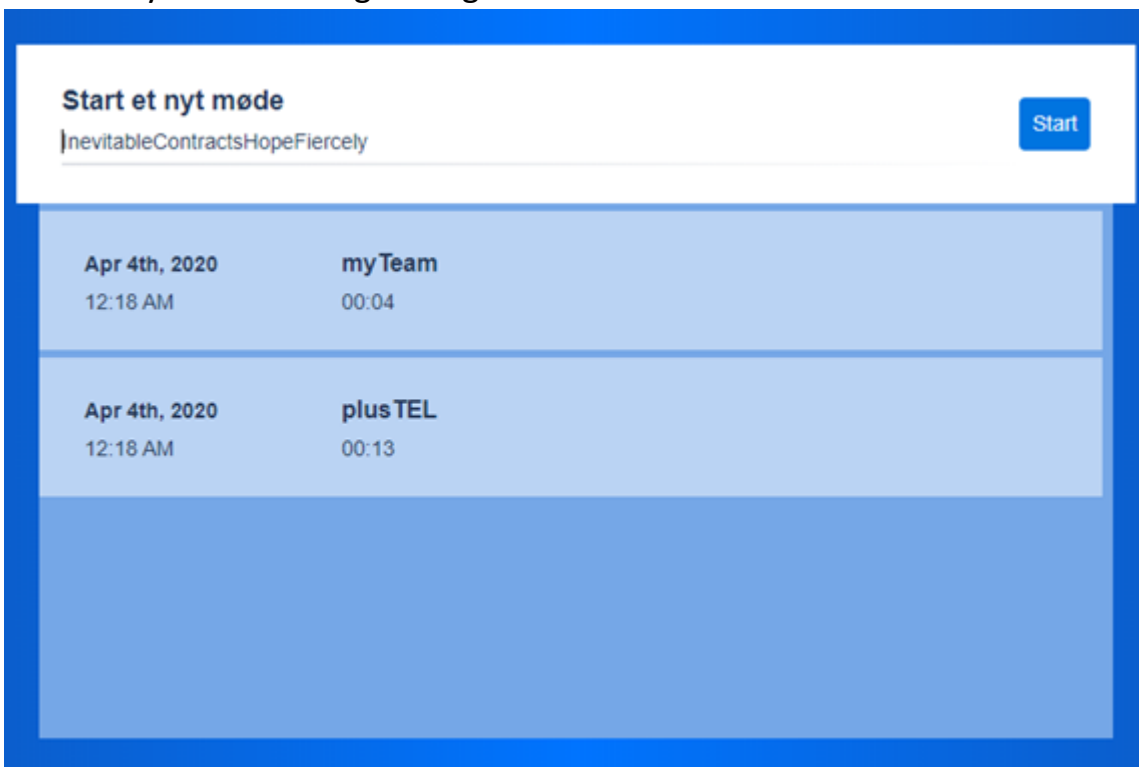 Start et nyt møde
InevitableContractsHopeFiercely
Start
Apr 4th, 2020
myTeam
12:18 AM
00:04
Apr 4th, 2020
plusTEL
12:18 AM
00:13